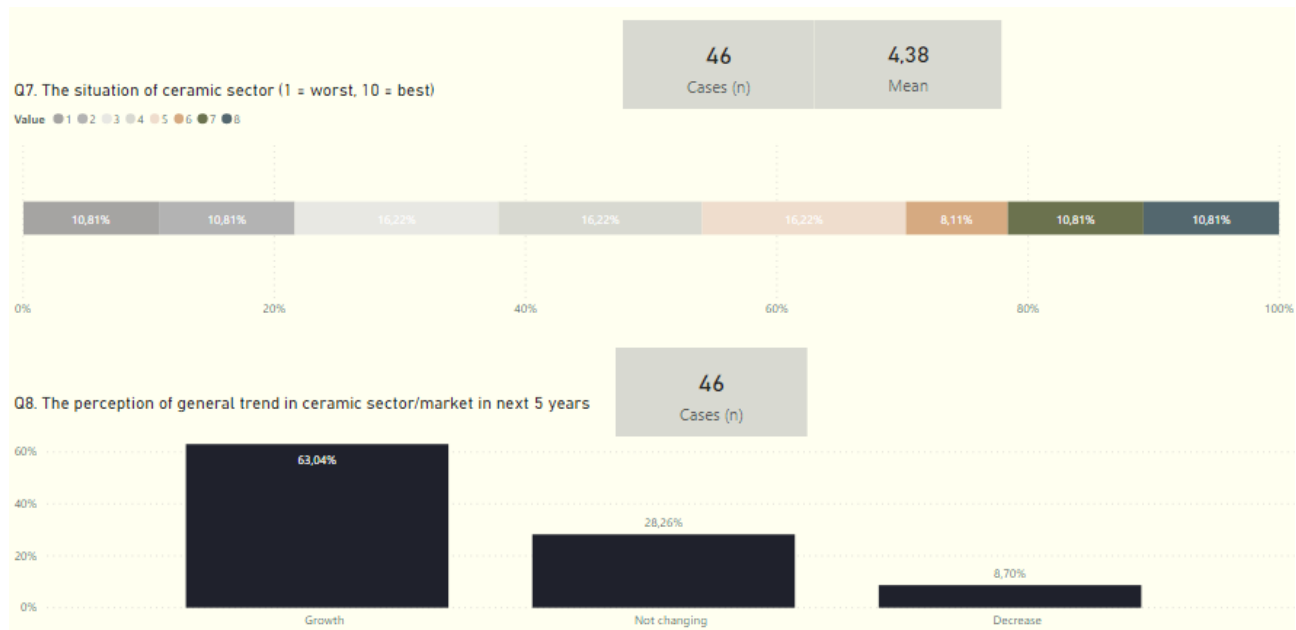 46
Cases (n)
4,38
Mean
Q7. The situation of ceramic sector (1 = worst, 10 = best)
Value 1 2 3 4 5 6 7 8
10,81% 10,81% 16,22% 16,22% 16,22% 8,11% 10,81% 10,81%
0% 20% 40% 60% 80% 100%
46
Cases (n)
Q8. The perception of general trend in ceramic sector/market in next 5 years
60%
63,04%
40%
28,26%
20%
8,70%
0%
Growth Not changing Decrease